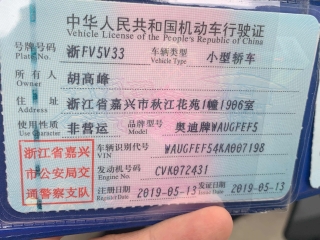 中华人民共和国机动车行驶证
Vehicle License of the People's Republic of China
号牌号码 浙FV5V33 车辆类型 小型轿车
Plate No. Vehicle Type
所有人 胡高峰
Owner
住址 浙江省嘉兴市秋江花苑1幢1906室
Address
使用性质 非营运 品牌型号 奥迪牌WAUGFEF5
Use Character Model
浙江省嘉兴市公安局交通警察支队
车辆识别代号 WAUGFEF54KA007198
VIN
发动机号码 CVK072431
Engine No.
注册日期 2019-05-13 发证日期 2019-05-13
Register Date Issue Date